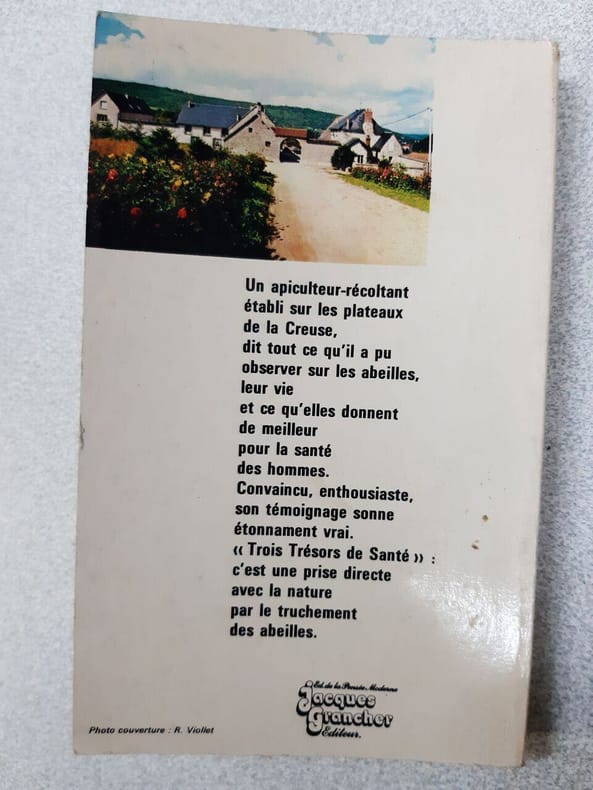 Un apiculteur-récoltant
établi sur les plateaux
de la Creuse,
dit tout ce qu'il a pu
observer sur les abeilles,
leur vie
et ce qu'elles donnent
de meilleur
pour la santé
des hommes.
Convaincu, enthousiaste,
son témoignage sonne
étonnament vrai.
« Trois Trésors de Santé » :
c'est une prise directe
avec la nature
par le truchement
des abeilles.
Ed. de la Pensée Moderne
Jacques
Grancher
Editeur.
Photo couverture : R. Viollet